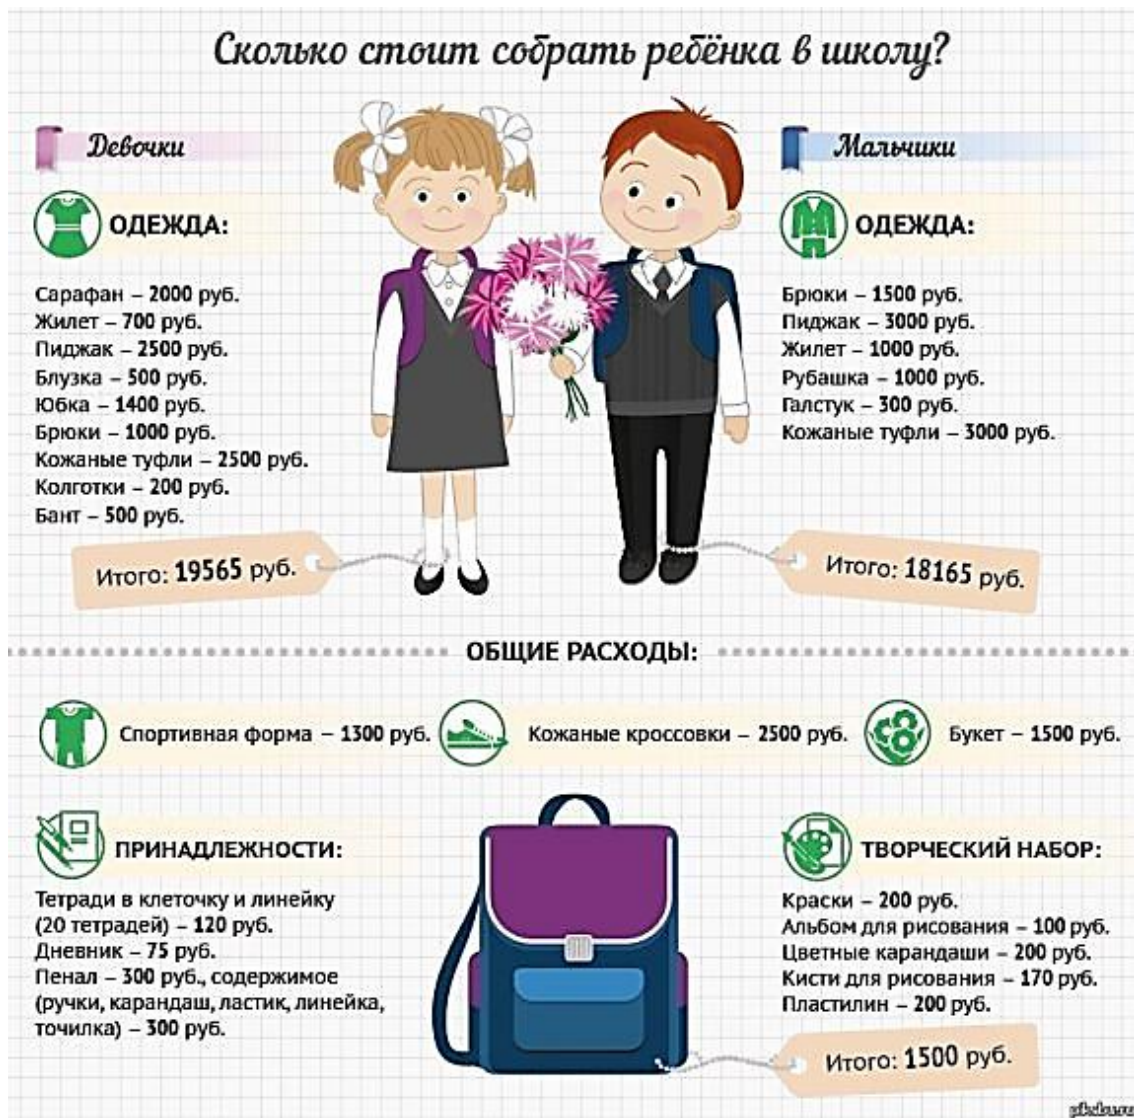 Сколько стоит собрать ребёнка в школу?
Девочки
ОДЕЖДА:
Сарафан – 2000 руб.
Жилет – 700 руб.
Пиджак – 2500 руб.
Блузка – 500 руб.
Юбка – 1400 руб.
Брюки – 1000 руб.
Кожаные туфли – 2500 руб.
Колготки – 200 руб.
Бант – 500 руб.
Итого: 19565 руб.
Мальчики
ОДЕЖДА:
Брюки – 1500 руб.
Пиджак – 3000 руб.
Жилет – 1000 руб.
Рубашка – 1000 руб.
Галстук – 300 руб.
Кожаные туфли – 3000 руб.
Итого: 18165 руб.
ОБЩИЕ РАСХОДЫ:
Спортивная форма – 1300 руб.
Кожаные кроссовки – 2500 руб.
Букет – 1500 руб.
ПРИНАДЛЕЖНОСТИ:
Тетради в клеточку и линейку
(20 тетрадей) – 120 руб.
Дневник – 75 руб.
Пенал – 300 руб., содержимое
(ручки, карандаш, ластик, линейка,
точилка) – 300 руб.
ТВОРЧЕСКИЙ НАБОР:
Краски – 200 руб.
Альбом для рисования – 100 руб.
Цветные карандаши – 200 руб.
Кисти для рисования – 170 руб.
Пластилин – 200 руб.
Итого: 1500 руб.